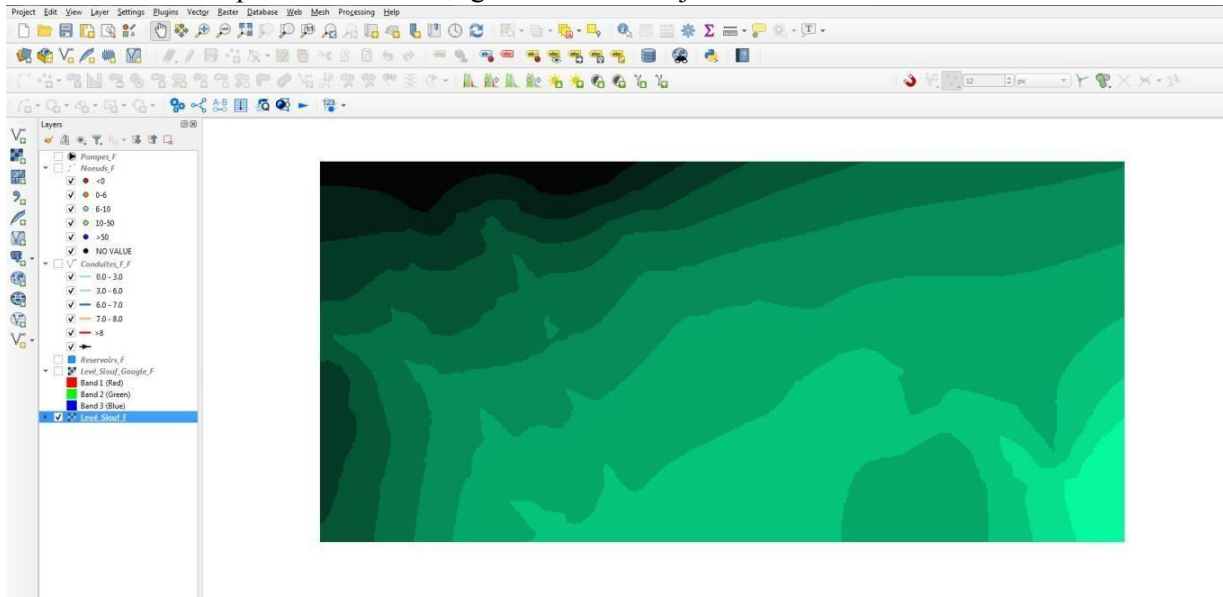 Project Edit View Layer Settings Plugins Vector Raster Database Web Mesh Processing Help
12 px
Layers
Pompes_F
Noeuds_F
<0
0-6
6-10
10-50
>50
NO VALUE
Conduites_F_F
0.0 - 3.0
3.0 - 6.0
6.0 - 7.0
7.0 - 8.0
>8
Reservoirs_F
Levé_Slouf_Google_F
Band 1 (Red)
Band 2 (Green)
Band 3 (Blue)
Levé_Slouf_F